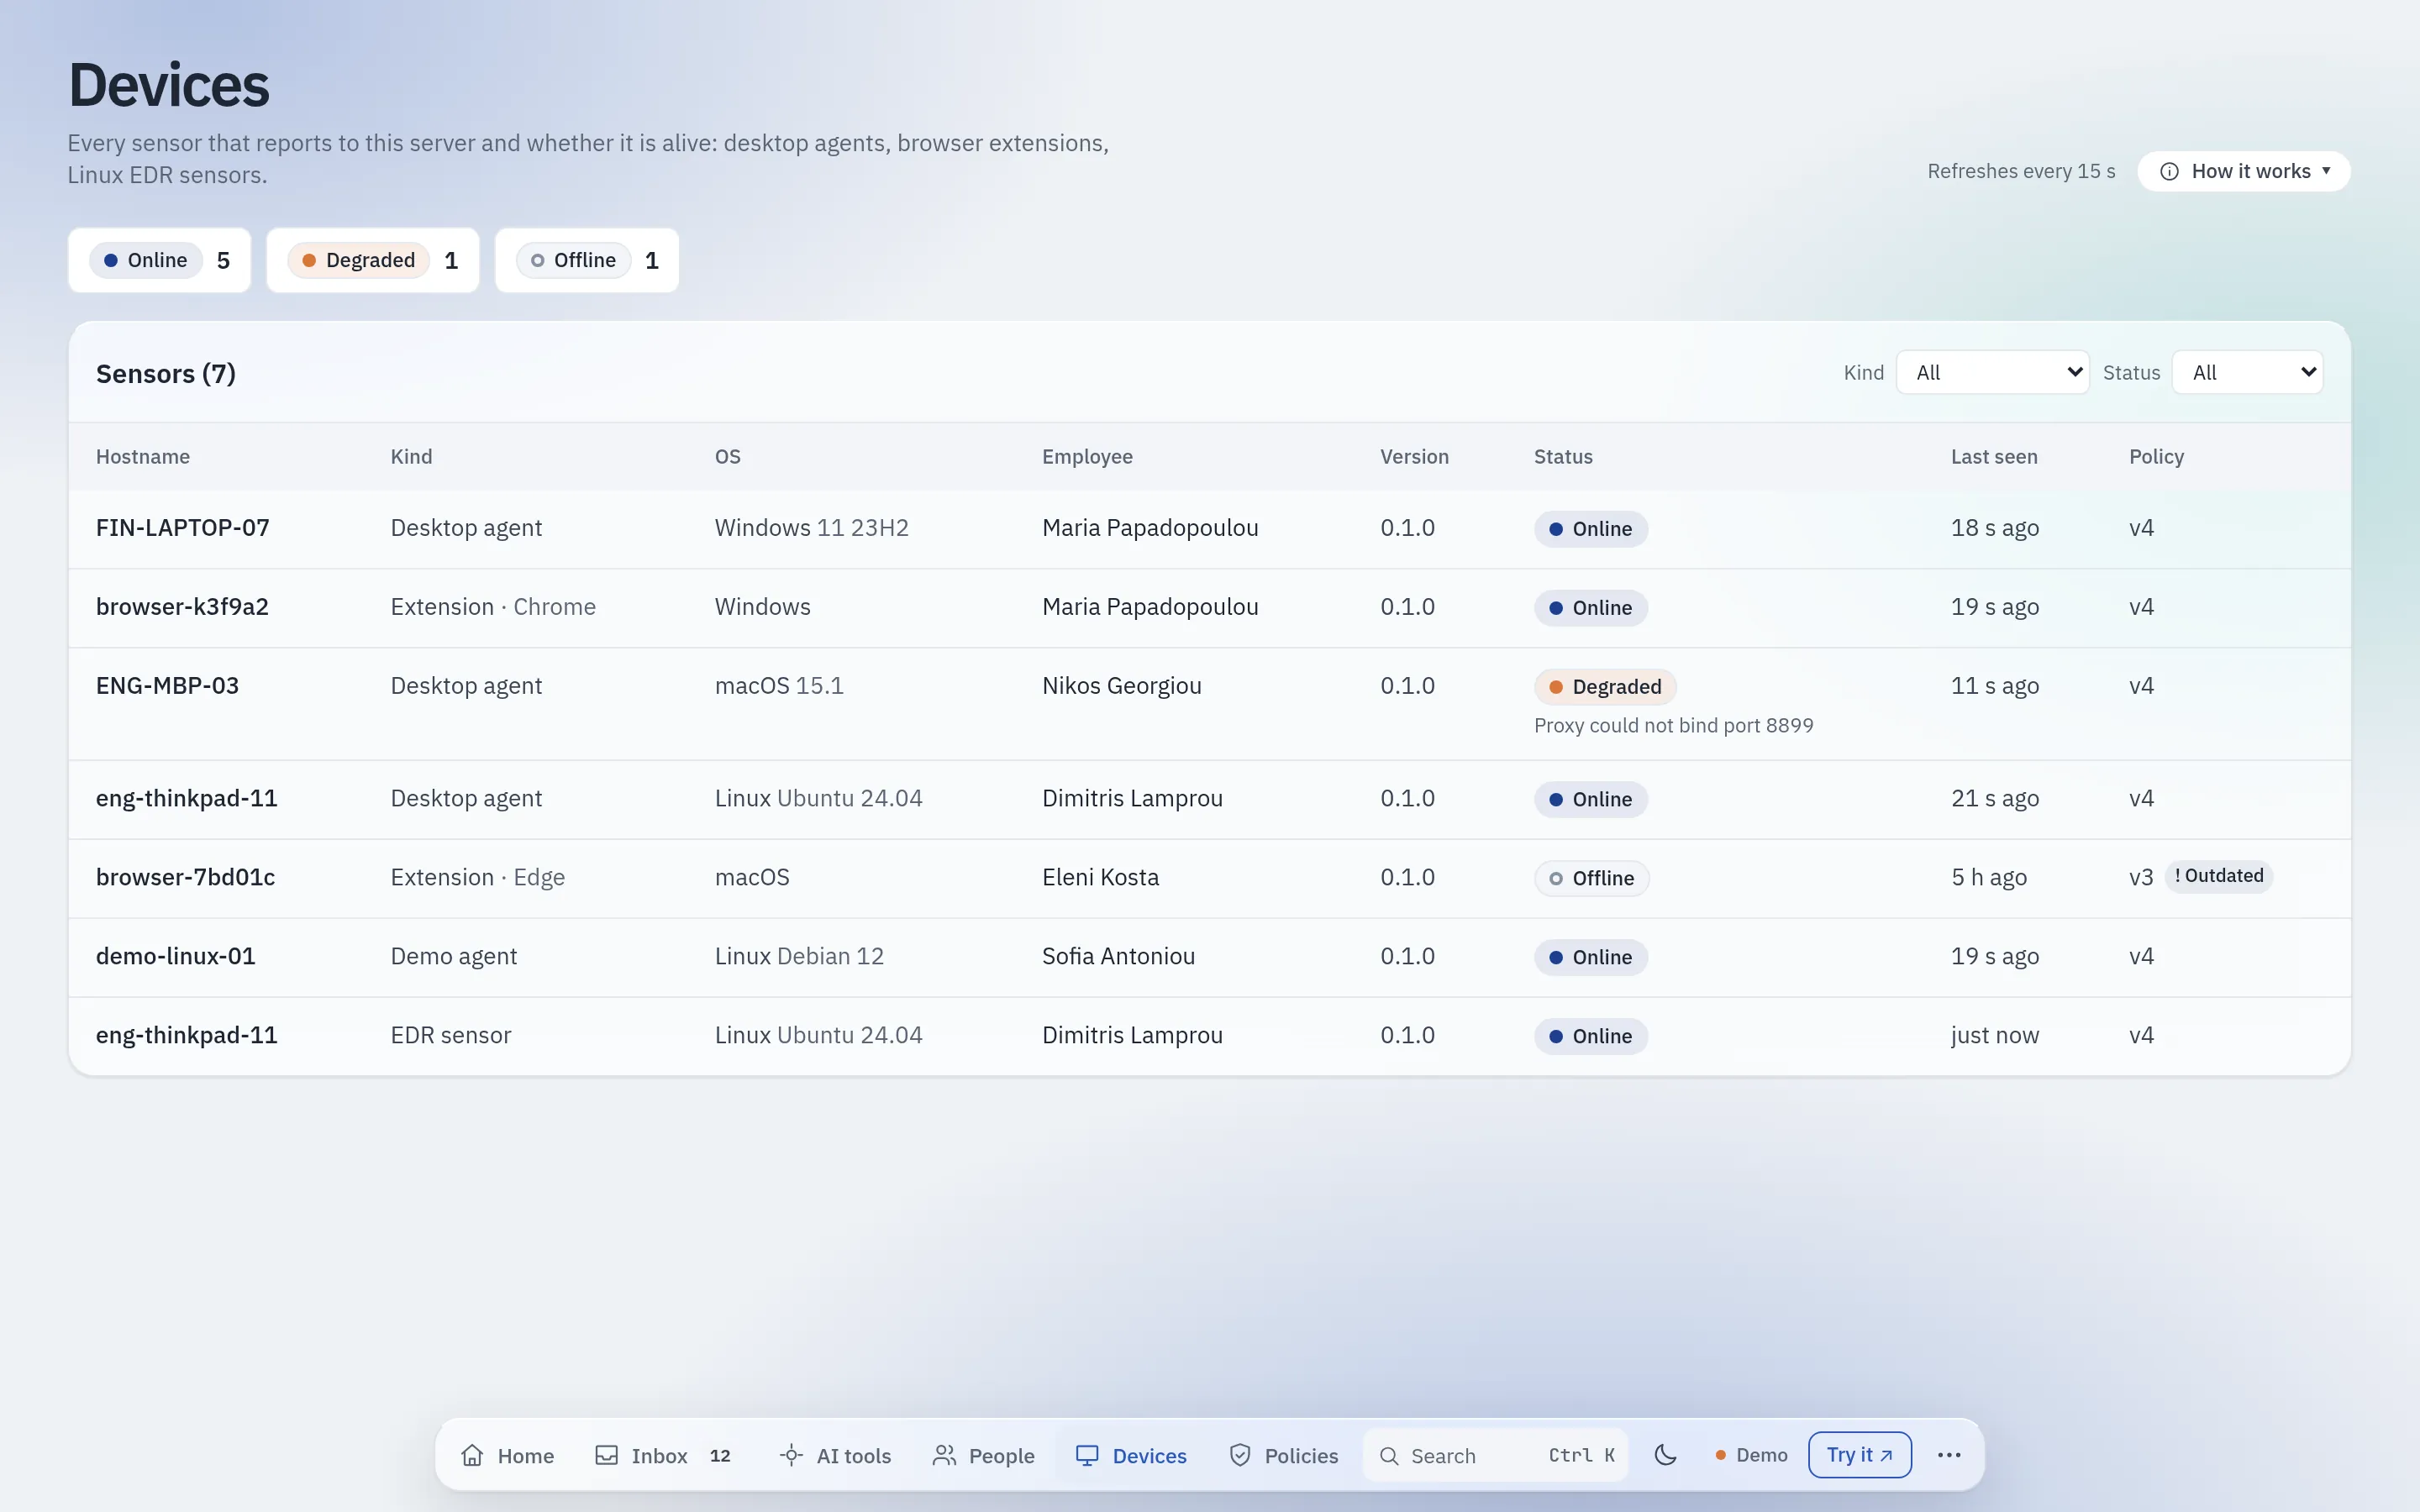 Devices
Every sensor that reports to this server and whether it is alive: desktop agents, browser extensions,
Linux EDR sensors.
Refreshes every 15 s
How it works
Online 5
Degraded 1
Offline 1
Sensors (7)
Kind All Status All
Hostname Kind OS Employee Version Status Last seen Policy
FIN-LAPTOP-07 Desktop agent Windows 11 23H2 Maria Papadopoulou 0.1.0 Online 18 s ago v4
browser-k3f9a2 Extension · Chrome Windows Maria Papadopoulou 0.1.0 Online 19 s ago v4
ENG-MBP-03 Desktop agent macOS 15.1 Nikos Georgiou 0.1.0 Degraded 11 s ago v4
Proxy could not bind port 8899
eng-thinkpad-11 Desktop agent Linux Ubuntu 24.04 Dimitris Lamprou 0.1.0 Online 21 s ago v4
browser-7bd01c Extension · Edge macOS Eleni Kosta 0.1.0 Offline 5 h ago v3 ! Outdated
demo-linux-01 Demo agent Linux Debian 12 Sofia Antoniou 0.1.0 Online 19 s ago v4
eng-thinkpad-11 EDR sensor Linux Ubuntu 24.04 Dimitris Lamprou 0.1.0 Online just now v4
Home Inbox 12 AI tools People Devices Policies Search Ctrl K Demo Try it ↗ ···